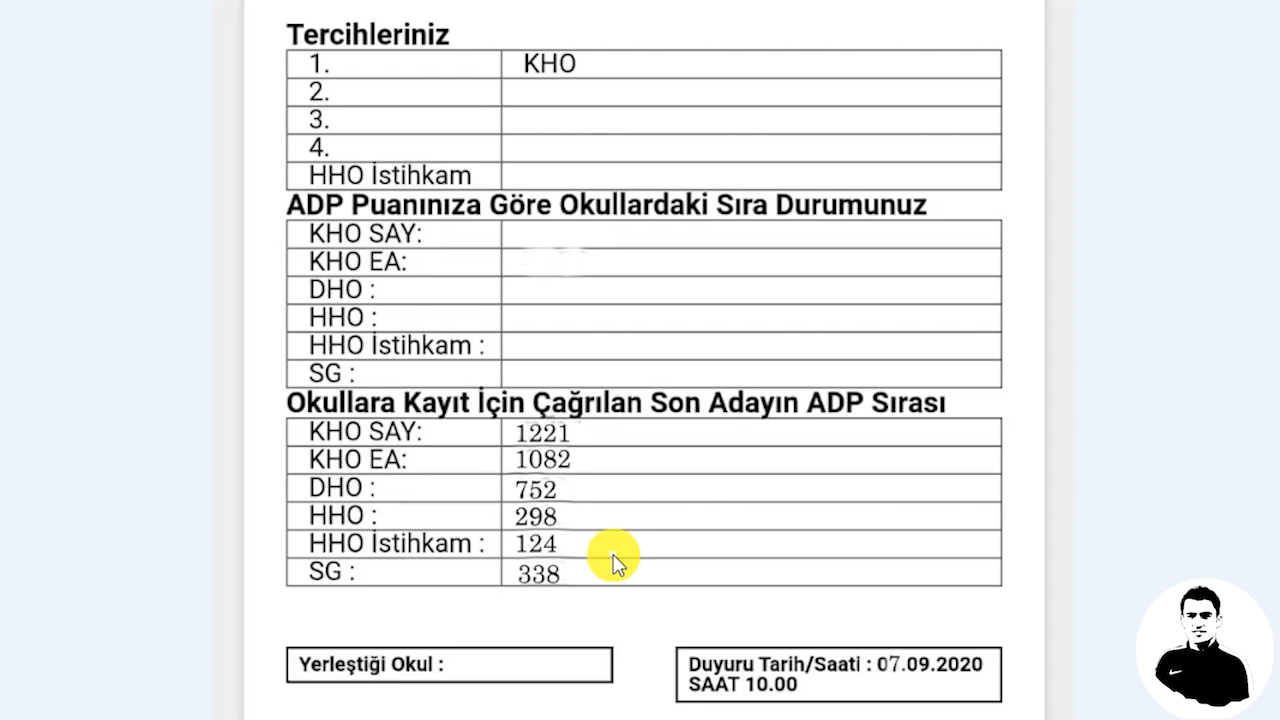 Tercihleriniz
1. KHO
2.
3.
4.
HHO İstihkam
ADP Puanınıza Göre Okullardaki Sıra Durumunuz
KHO SAY:
KHO EA:
DHO :
HHO :
HHO İstihkam :
SG :
Okullara Kayıt İçin Çağrılan Son Adayın ADP Sırası
KHO SAY: 1221
KHO EA: 1082
DHO : 752
HHO : 298
HHO İstihkam : 124
SG : 338
Yerleştiği Okul :
Duyuru Tarih/Saati : 07.09.2020
SAAT 10.00